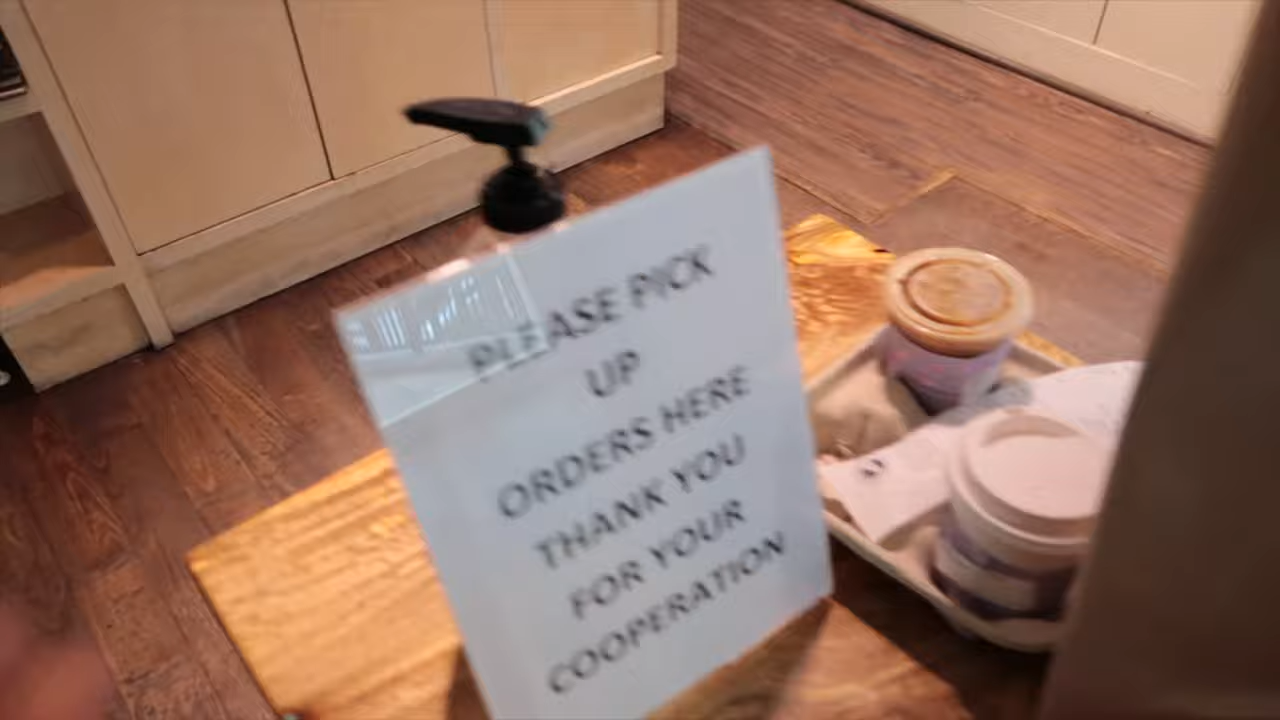 PLEASE PICK
UP
ORDERS HERE
THANK YOU
FOR YOUR
COOPERATION